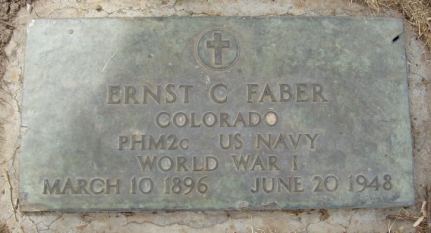 ERNST C FABER
COLORADO
PHM2c US NAVY
WORLD WAR I
MARCH 10 1896 JUNE 20 1948